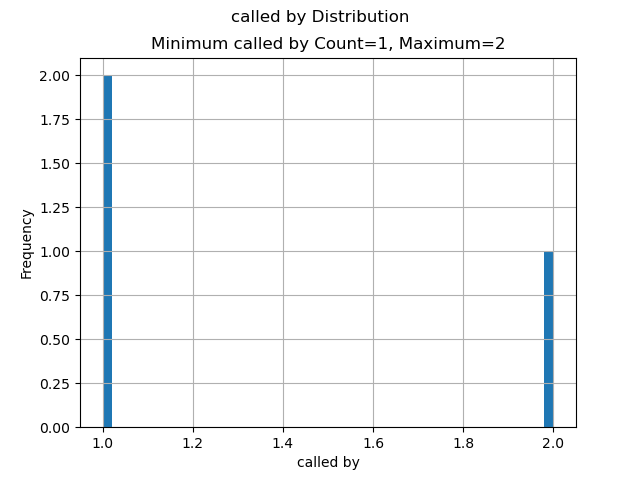 called by Distribution
Minimum called by Count=1, Maximum=2
2.00
1.75
1.50
1.25
1.00
0.75
0.50
0.25
0.00
Frequency
1.0 1.2 1.4 1.6 1.8 2.0
called by